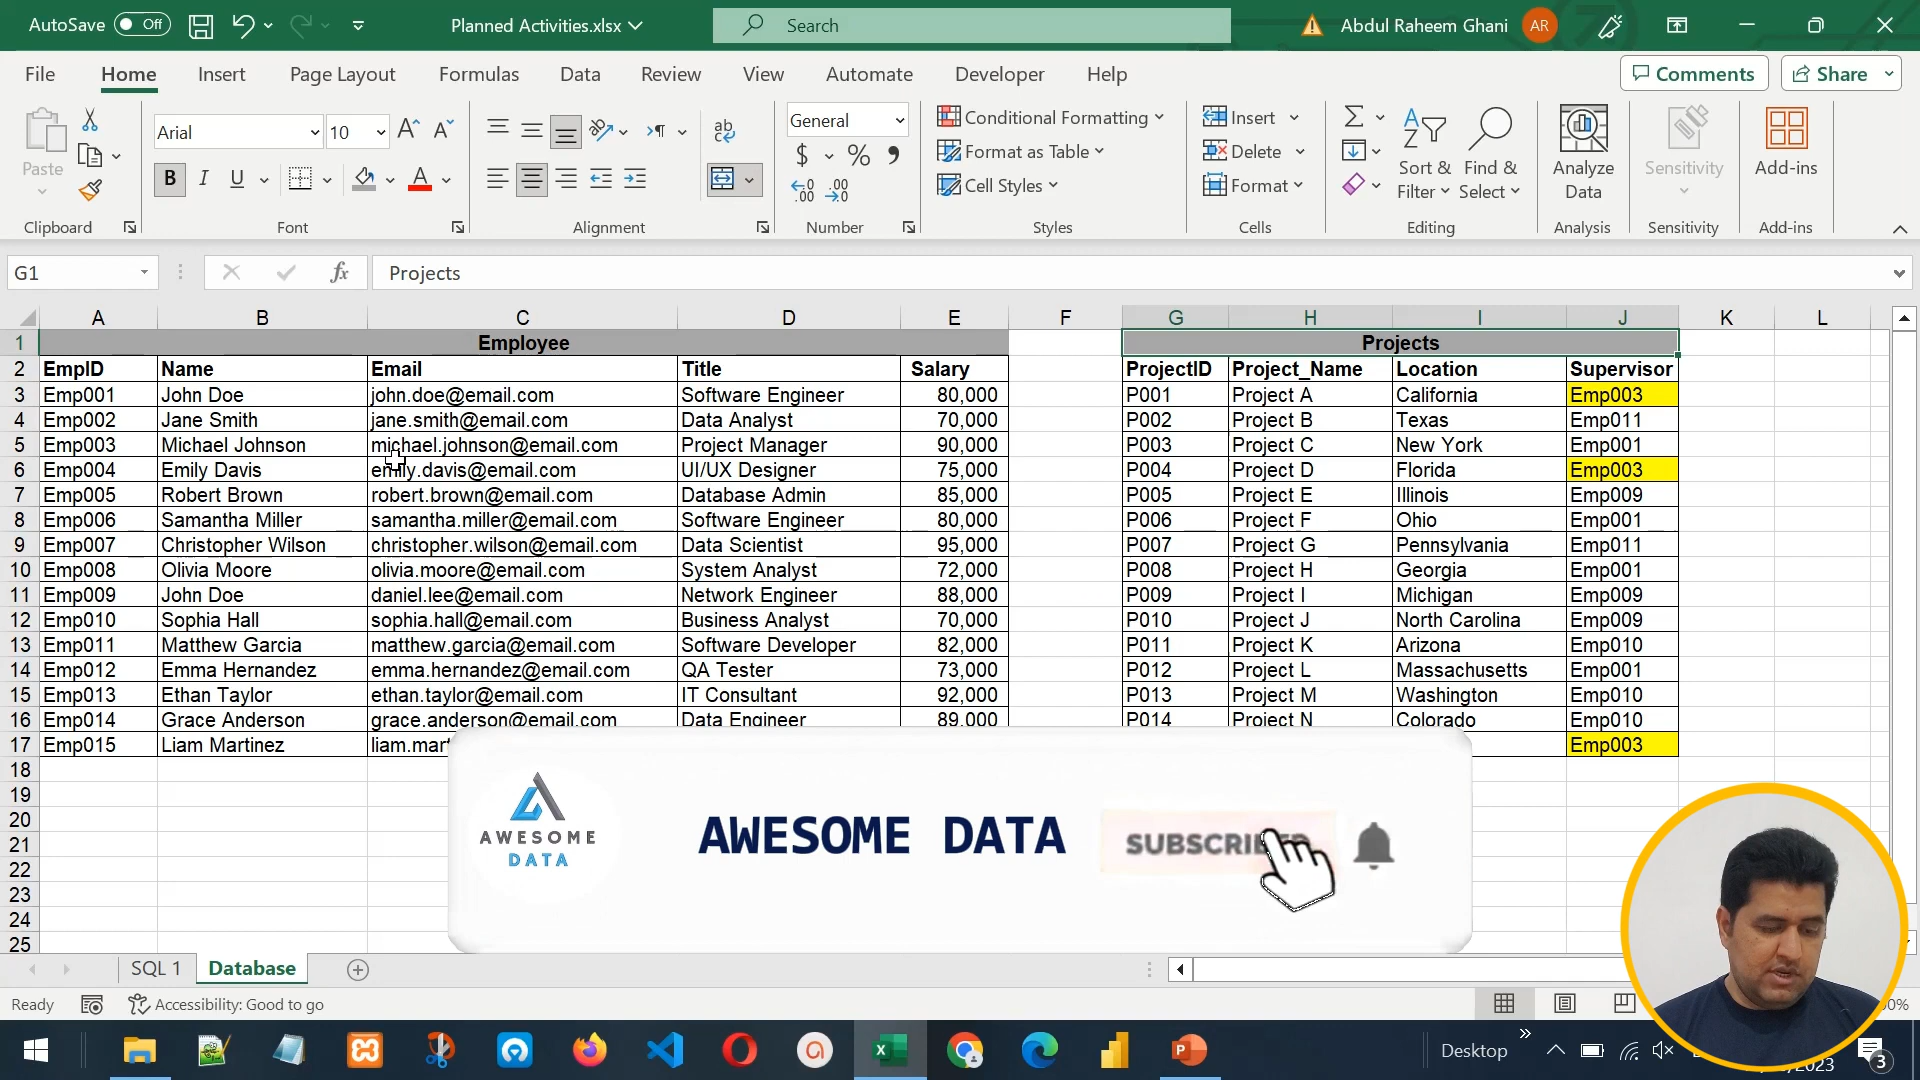 AutoSave Off Planned Activities.xlsx Search Abdul Raheem Ghani AR
File Home Insert Page Layout Formulas Data Review View Automate Developer Help Comments Share
Paste Arial 10 General Conditional Formatting Insert Sort & Filter Find & Select Analyze Data Sensitivity Add-ins
Format as Table Delete
B I U $ % Cell Styles Format
Clipboard Font Alignment Number Styles Cells Editing Analysis Sensitivity Add-ins
G1 fx Projects
A B C D E F G H I J K L
1 Employee Projects
2 EmpID Name Email Title Salary ProjectID Project_Name Location Supervisor
3 Emp001 John Doe john.doe@email.com Software Engineer 80,000 P001 Project A California Emp003
4 Emp002 Jane Smith jane.smith@email.com Data Analyst 70,000 P002 Project B Texas Emp011
5 Emp003 Michael Johnson michael.johnson@email.com Project Manager 90,000 P003 Project C New York Emp001
6 Emp004 Emily Davis emily.davis@email.com UI/UX Designer 75,000 P004 Project D Florida Emp003
7 Emp005 Robert Brown robert.brown@email.com Database Admin 85,000 P005 Project E Illinois Emp009
8 Emp006 Samantha Miller samantha.miller@email.com Software Engineer 80,000 P006 Project F Ohio Emp001
9 Emp007 Christopher Wilson christopher.wilson@email.com Data Scientist 95,000 P007 Project G Pennsylvania Emp011
10 Emp008 Olivia Moore olivia.moore@email.com System Analyst 72,000 P008 Project H Georgia Emp001
11 Emp009 John Doe daniel.lee@email.com Network Engineer 88,000 P009 Project I Michigan Emp009
12 Emp010 Sophia Hall sophia.hall@email.com Business Analyst 70,000 P010 Project J North Carolina Emp009
13 Emp011 Matthew Garcia matthew.garcia@email.com Software Developer 82,000 P011 Project K Arizona Emp010
14 Emp012 Emma Hernandez emma.hernandez@email.com QA Tester 73,000 P012 Project L Massachusetts Emp001
15 Emp013 Ethan Taylor ethan.taylor@email.com IT Consultant 92,000 P013 Project M Washington Emp010
16 Emp014 Grace Anderson grace.anderson@email.com Data Engineer 89,000 P014 Project N Colorado Emp010
17 Emp015 Liam Martinez liam.mart Emp003
18
19
20
21
22
23
24
25
AWESOME DATA
AWESOME DATA
SUBSCRIBED
SQL 1 Database
Ready Accessibility: Good to go
Desktop 3